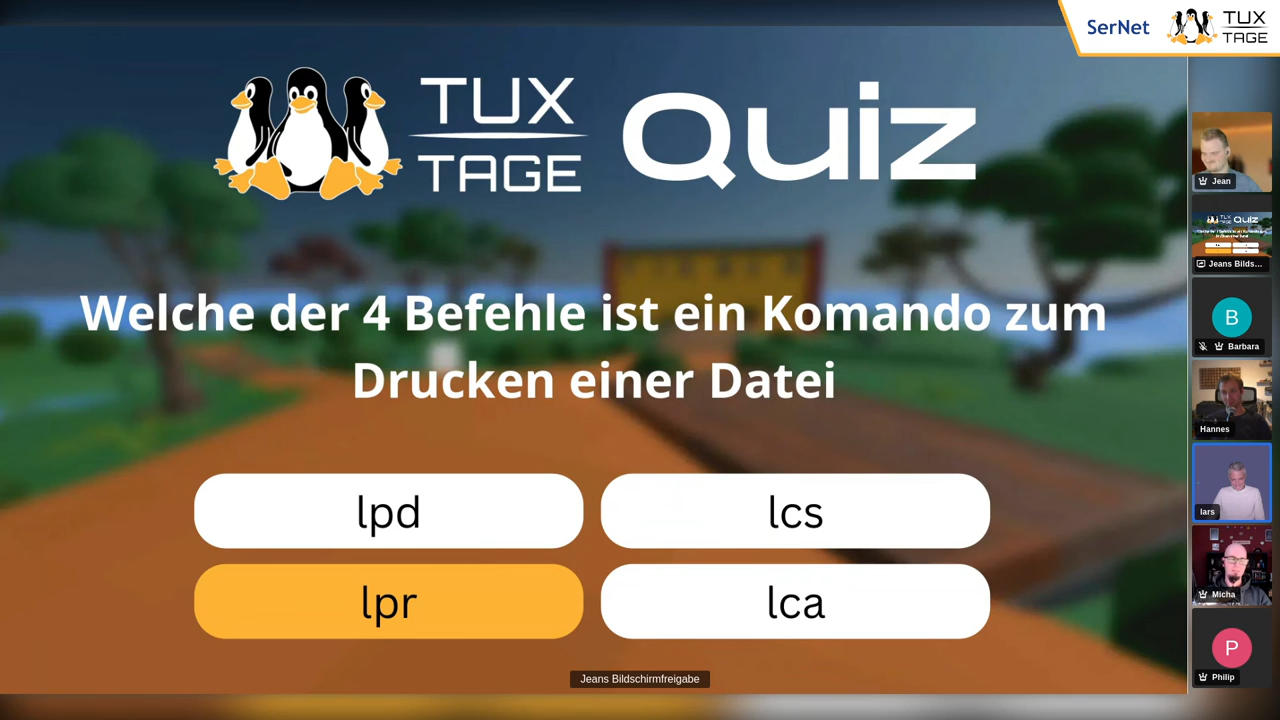 SerNet
TUX
TAGE
TUX
TAGE
Quiz
Welche der 4 Befehle ist ein Komando zum
Drucken einer Datei
lpd
lcs
lpr
lca
Jeans Bildschirmfreigabe
Jean
Jeans Bilds...
B
Barbara
Hannes
lars
Micha
P
Philip